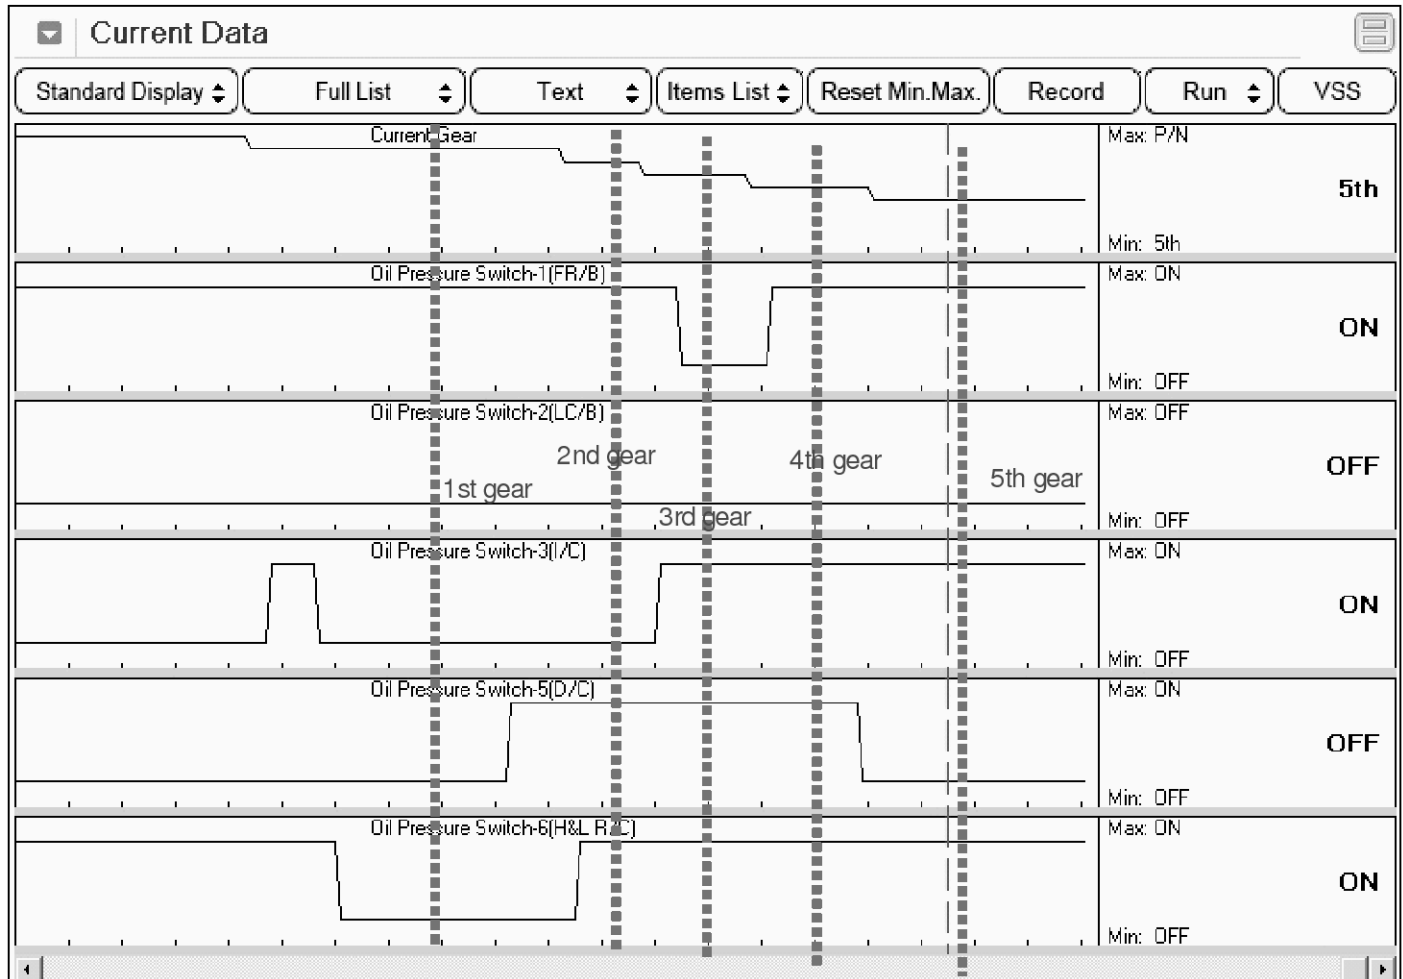 Current Data
Standard Display Full List Text Items List Reset Min.Max. Record Run VSS
Current Gear
Max: P/N
5th
Min: 5th
Oil Pressure Switch-1(FR/B)
Max: ON
ON
Min: OFF
Oil Pressure Switch-2(LC/B)
Max: OFF
2nd gear
4th gear
OFF
1st gear
5th gear
3rd gear
Min: OFF
Oil Pressure Switch-3(I/C)
Max: ON
ON
Min: OFF
Oil Pressure Switch-5(D/C)
Max: ON
OFF
Min: OFF
Oil Pressure Switch-6(H&L R/C)
Max: ON
ON
Min: OFF